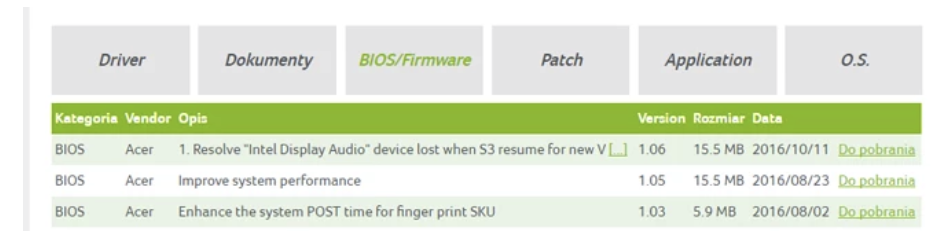 Driver Dokumenty BIOS/Firmware Patch Application O.S.
Kategoria Vendor Opis Version Rozmiar Data
BIOS Acer 1. Resolve "Intel Display Audio" device lost when S3 resume for new V [...] 1.06 15.5 MB 2016/10/11 Do pobrania
BIOS Acer Improve system performance 1.05 15.5 MB 2016/08/23 Do pobrania
BIOS Acer Enhance the system POST time for finger print SKU 1.03 5.9 MB 2016/08/02 Do pobrania